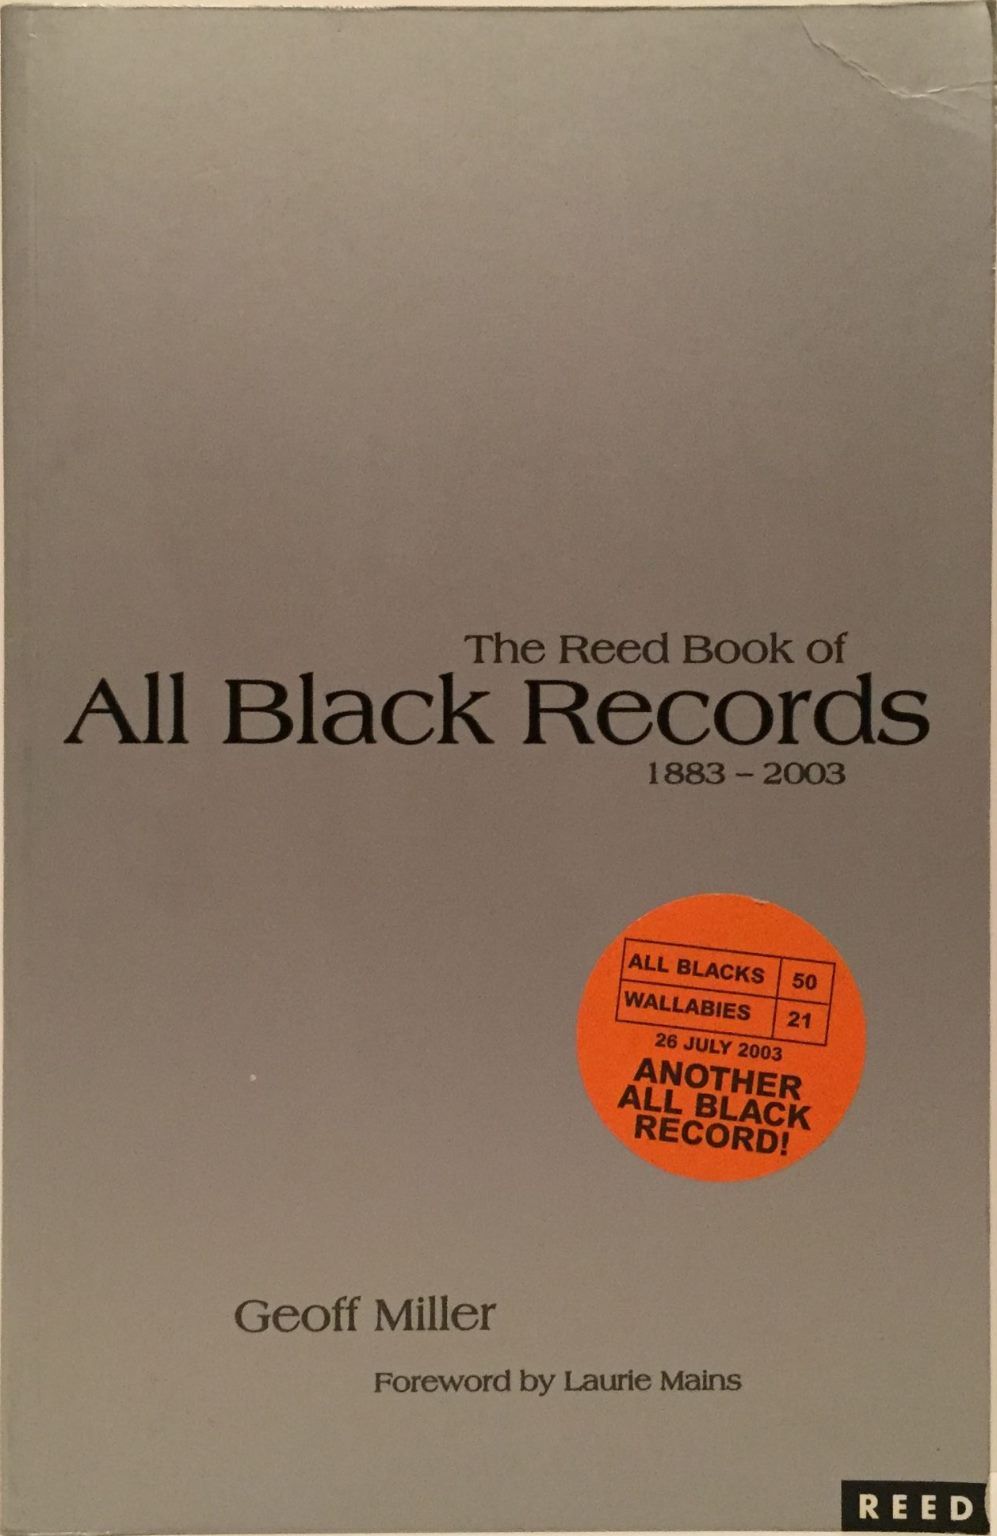 The Reed Book of
All Black Records
1883 – 2003
ALL BLACKS 50
WALLABIES 21
26 JULY 2003
ANOTHER
ALL BLACK
RECORD!
Geoff Miller
Foreword by Laurie Mains
REED